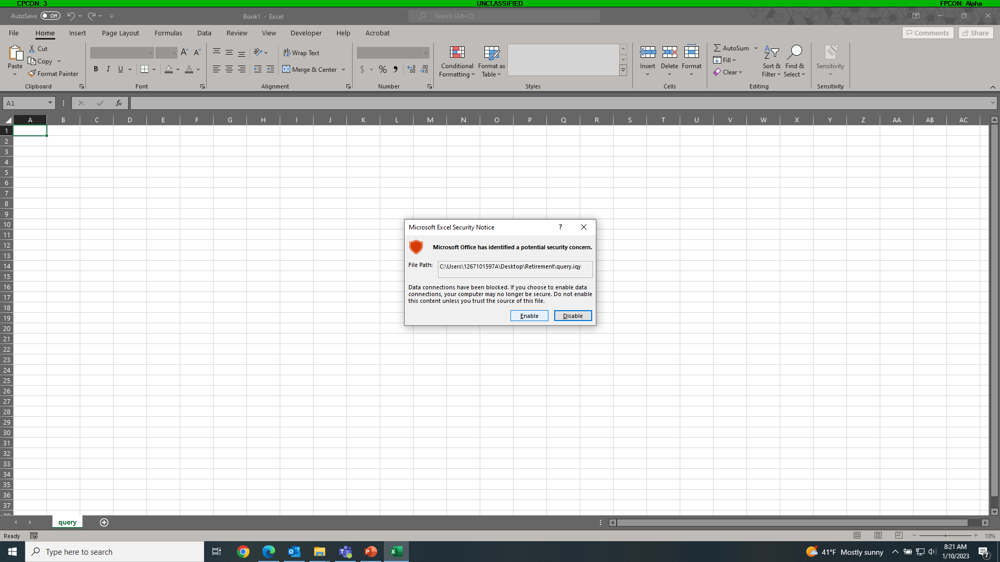 CPCON: 3 UNCLASSIFIED FPCON: Alpha
AutoSave Off Book1 - Excel Search (Alt+Q)
File Home Insert Page Layout Formulas Data Review View Developer Help Acrobat Comments Share
Paste
Cut
Copy
Format Painter
Clipboard
B I U
Font
Wrap Text
Merge & Center
Alignment
$ % 9
Number
Conditional Formatting
Format as Table
Styles
Insert Delete Format
Cells
AutoSum
Fill
Clear
Sort & Filter
Find & Select
Editing
Sensitivity
Sensitivity
A1 fx
A B C D E F G H I J K L M N O P Q R S T U V W X Y Z AA AB AC
1
2
3
4
5
6
7
8
9
10
11
12
13
14
15
16
17
18
19
20
21
22
23
24
25
26
27
28
29
30
31
32
33
34
35
36
37
Microsoft Excel Security Notice ?
Microsoft Office has identified a potential security concern.
File Path: C:\Users\1267101597A\Desktop\Retirement\query.iqy
Data connections have been blocked. If you choose to enable data
connections, your computer may no longer be secure. Do not enable
this content unless you trust the source of this file.
Enable Disable
query
Ready 10%
Type here to search 41°F Mostly sunny 8:21 AM
1/10/2023 7